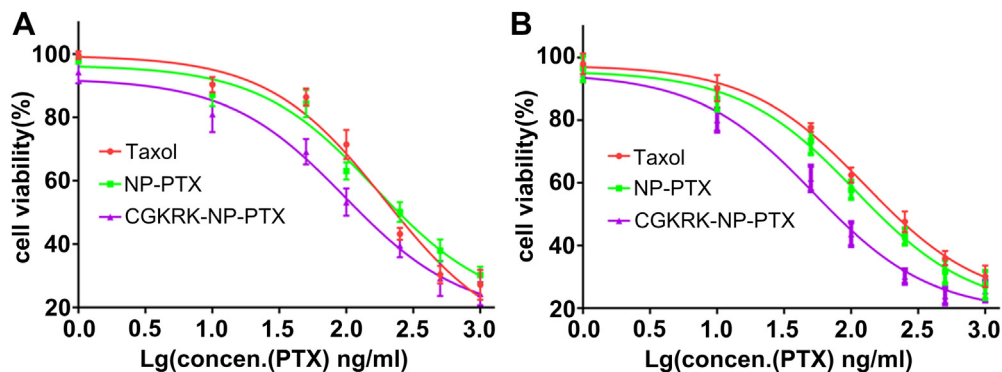 A
cell viability(%)
100
80
60
40
20
Taxol
NP-PTX
CGKRK-NP-PTX
0.0 0.5 1.0 1.5 2.0 2.5 3.0
Lg(concen.(PTX) ng/ml)
B
cell viability(%)
100
80
60
40
20
Taxol
NP-PTX
CGKRK-NP-PTX
0.0 0.5 1.0 1.5 2.0 2.5 3.0
Lg(concen.(PTX) ng/ml)